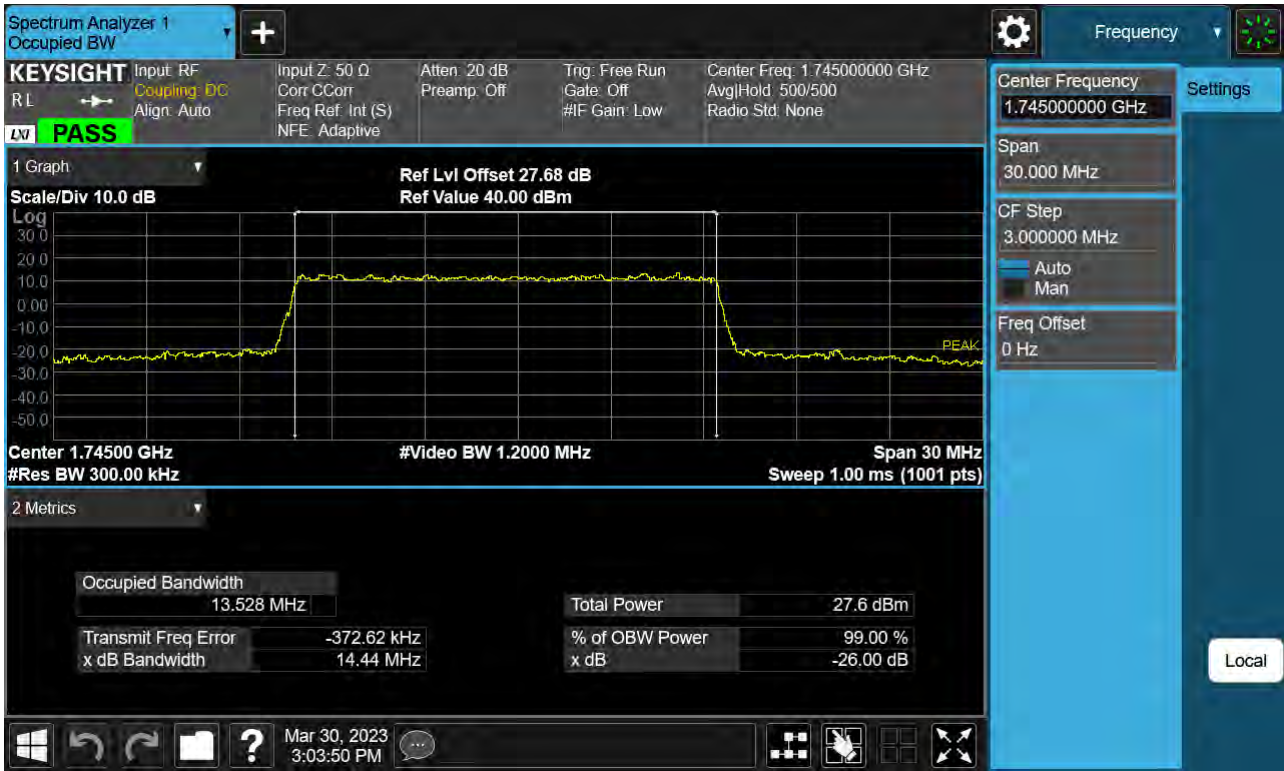 Spectrum Analyzer 1
Occupied BW
+
Frequency
KEYSIGHT
RL
LXI
PASS
Input: RF
Coupling: DC
Align: Auto
Input Z: 50 Ω
Corr CCorr
Freq Ref: Int (S)
NFE: Adaptive
Atten: 20 dB
Preamp: Off
Trig: Free Run
Gate: Off
#IF Gain: Low
Center Freq: 1.745000000 GHz
Avg|Hold: 500/500
Radio Std: None
Center Frequency
1.745000000 GHz
Settings
Span
30.000 MHz
CF Step
3.000000 MHz
Auto
Man
Freq Offset
0 Hz
Local
1 Graph
Scale/Div 10.0 dB
Ref Lvl Offset 27.68 dB
Ref Value 40.00 dBm
Log
30.0
20.0
10.0
0.00
-10.0
-20.0
-30.0
-40.0
-50.0
PEAK
Center 1.74500 GHz
#Video BW 1.2000 MHz
Span 30 MHz
#Res BW 300.00 kHz
Sweep 1.00 ms (1001 pts)
2 Metrics
Occupied Bandwidth
13.528 MHz
Total Power 27.6 dBm
Transmit Freq Error -372.62 kHz
% of OBW Power 99.00 %
x dB Bandwidth 14.44 MHz
x dB -26.00 dB
?
Mar 30, 2023
3:03:50 PM